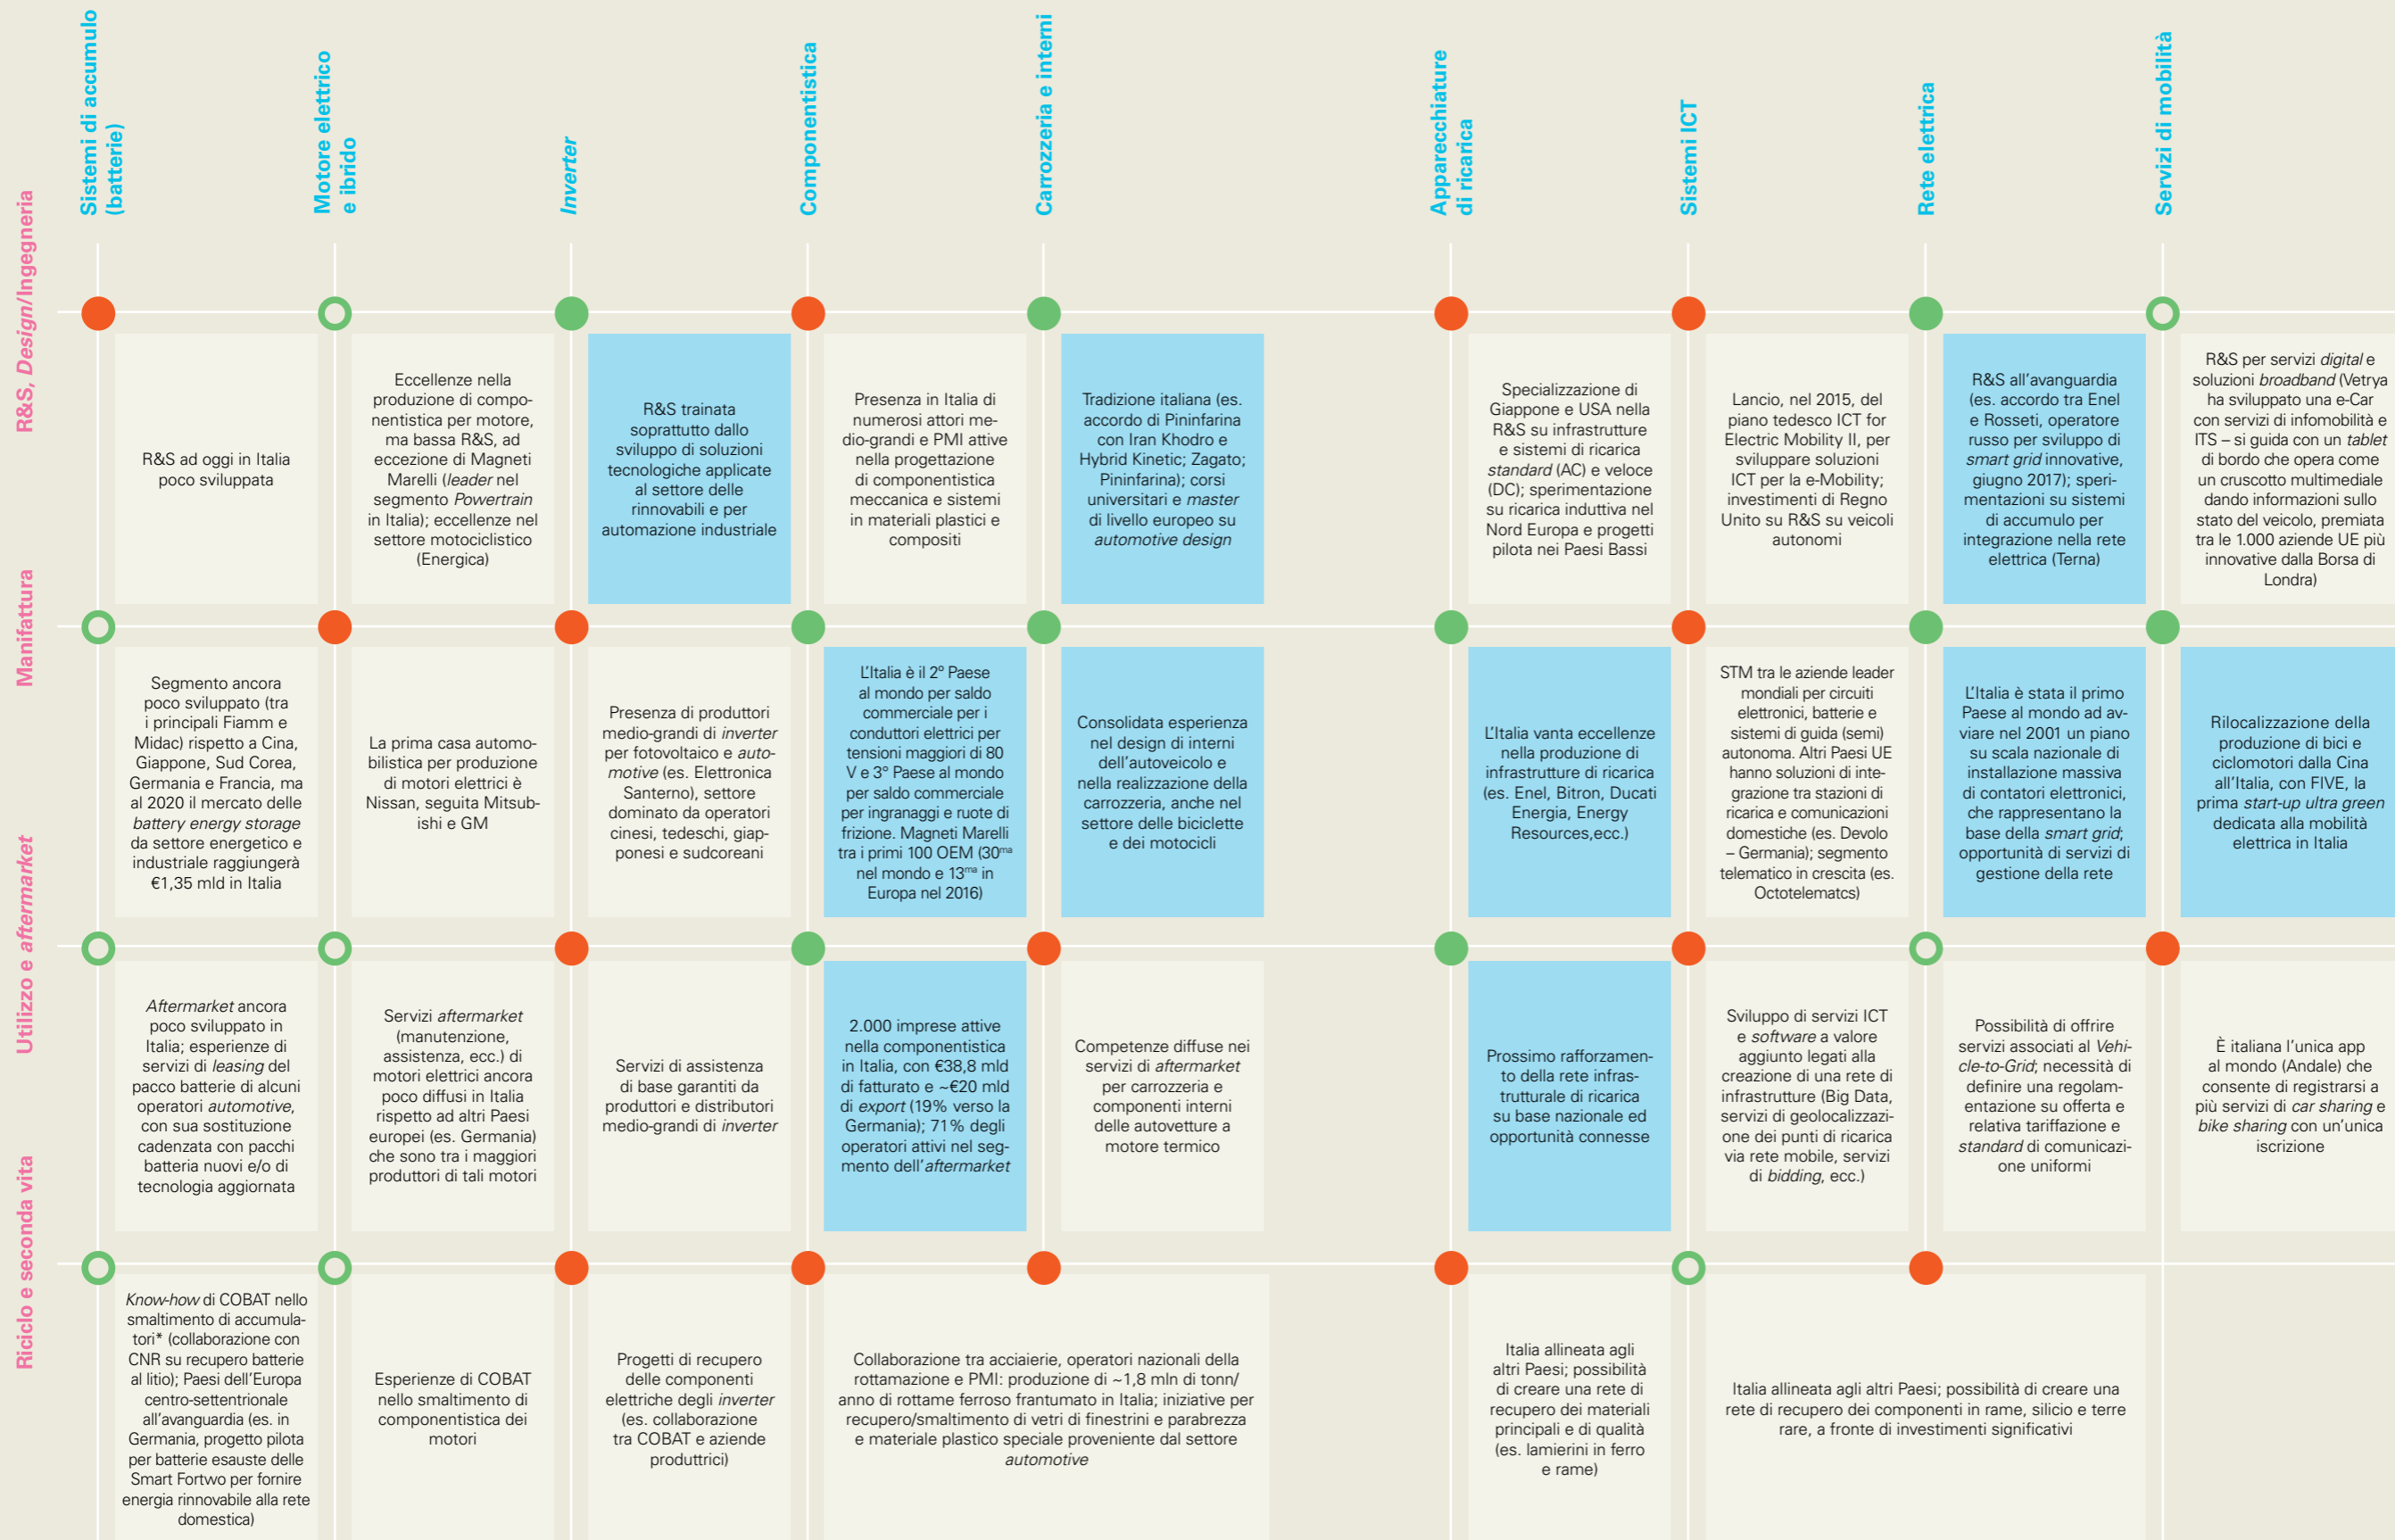 Sistemi di accumulo
(batterie)
Motore elettrico
e ibrido
Inverter
Componentistica
Carrozzeria e interni
Apparecchiature
di ricarica
Sistemi ICT
Rete elettrica
Servizi di mobilità
R&S, Design/Ingegneria
R&S ad oggi in Italia
poco sviluppata
Eccellenze nella
produzione di compo-
nentistica per motore,
ma bassa R&S, ad
eccezione di Magneti
Marelli (leader nel
segmento Powertrain
in Italia); eccellenze nel
settore motociclistico
(Energica)
R&S trainata
soprattutto dallo
sviluppo di soluzioni
tecnologiche applicate
al settore delle
rinnovabili e per
automazione industriale
Presenza in Italia di
numerosi attori me-
dio-grandi e PMI attive
nella progettazione
di componentistica
meccanica e sistemi
in materiali plastici e
compositi
Tradizione italiana (es.
accordo di Pininfarina
con Iran Khodro e
Hybrid Kinetic; Zagato;
Pininfarina); corsi
universitari e master
di livello europeo su
automotive design
Specializzazione di
Giappone e USA nella
R&S su infrastrutture
e sistemi di ricarica
standard (AC) e veloce
(DC); sperimentazione
su ricarica induttiva nel
Nord Europa e progetti
pilota nei Paesi Bassi
Lancio, nel 2015, del
piano tedesco ICT for
Electric Mobility II, per
sviluppare soluzioni
ICT per la e-Mobility;
investimenti di Regno
Unito su R&S su veicoli
autonomi
R&S all'avanguardia
(es. accordo tra Enel
e Rosseti, operatore
russo per sviluppo di
smart grid innovative,
giugno 2017); speri-
mentazioni su sistemi
di accumulo per
integrazione nella rete
elettrica (Terna)
R&S per servizi digital e
soluzioni broadband (Vetrya
ha sviluppato una e-Car
con servizi di infomobilità e
ITS – si guida con un tablet
di bordo che opera come
un cruscotto multimediale
dando informazioni sullo
stato del veicolo, premiata
tra le 1.000 aziende UE più
innovative dalla Borsa di
Londra)
Manifattura
Segmento ancora
poco sviluppato (tra
i principali Fiamm e
Midac) rispetto a Cina,
Giappone, Sud Corea,
Germania e Francia, ma
al 2020 il mercato delle
battery energy storage
da settore energetico e
industriale raggiungerà
€1,35 mld in Italia
La prima casa automo-
bilistica per produzione
di motori elettrici è
Nissan, seguita Mitsub-
ishi e GM
Presenza di produttori
medio-grandi di inverter
per fotovoltaico e auto-
motive (es. Elettronica
Santerno), settore
dominato da operatori
cinesi, tedeschi, giap-
ponesi e sudcoreani
L'Italia è il 2° Paese
al mondo per saldo
commerciale per i
conduttori elettrici per
tensioni maggiori di 80
V e 3° Paese al mondo
per saldo commerciale
per ingranaggi e ruote di
frizione. Magneti Marelli
tra i primi 100 OEM (30ma
nel mondo e 13ma in
Europa nel 2016)
Consolidata esperienza
nel design di interni
dell'autoveicolo e
nella realizzazione della
carrozzeria, anche nel
settore delle biciclette
e dei motocicli
L'Italia vanta eccellenze
nella produzione di
infrastrutture di ricarica
(es. Enel, Bitron, Ducati
Energia, Energy
Resources,ecc.)
STM tra le aziende leader
mondiali per circuiti
elettronici, batterie e
sistemi di guida (semi)
autonoma. Altri Paesi UE
hanno soluzioni di inte-
grazione tra stazioni di
ricarica e comunicazioni
domestiche (es. Devolo
– Germania); segmento
telematico in crescita (es.
Octotelematcs)
L'Italia è stata il primo
Paese al mondo ad av-
viare nel 2001 un piano
su scala nazionale di
installazione massiva
di contatori elettronici,
che rappresentano la
base della smart grid;
opportunità di servizi di
gestione della rete
Rilocalizzazione della
produzione di bici e
ciclomotori dalla Cina
all'Italia, con FIVE, la
prima start-up ultra green
dedicata alla mobilità
elettrica in Italia
Utilizzo e aftermarket
Aftermarket ancora
poco sviluppato in
Italia; esperienze di
servizi di leasing del
pacco batterie di alcuni
operatori automotive,
con sua sostituzione
cadenzata con pacchi
batteria nuovi e/o di
tecnologia aggiornata
Servizi aftermarket
(manutenzione,
assistenza, ecc.) di
motori elettrici ancora
poco diffusi in Italia
rispetto ad altri Paesi
europei (es. Germania)
che sono tra i maggiori
produttori di tali motori
Servizi di assistenza
di base garantiti da
produttori e distributori
medio-grandi di inverter
2.000 imprese attive
nella componentistica
in Italia, con €38,8 mld
di fatturato e ~€20 mld
di export (19% verso la
Germania); 71% degli
operatori attivi nel seg-
mento dell'aftermarket
Competenze diffuse nei
servizi di aftermarket
per carrozzeria e
componenti interni
delle autovetture a
motore termico
Prossimo rafforzamen-
to della rete infras-
trutturale di ricarica
su base nazionale ed
opportunità connesse
Sviluppo di servizi ICT
e software a valore
aggiunto legati alla
creazione di una rete di
infrastrutture (Big Data,
servizi di geolocalizzazi-
one dei punti di ricarica
via rete mobile, servizi
di bidding, ecc.)
Possibilità di offrire
servizi associati al Vehi-
cle-to-Grid; necessità di
definire una regolam-
entazione su offerta e
relativa tariffazione e
standard di comunicazi-
one uniformi
È italiana l'unica app
al mondo (Andale) che
consente di registrarsi a
più servizi di car sharing e
bike sharing con un'unica
iscrizione
Riciclo e seconda vita
Know-how di COBAT nello
smaltimento di accumula-
tori* (collaborazione con
CNR su recupero batterie
al litio); Paesi dell'Europa
centro-settentrionale
all'avanguardia (es. in
Germania, progetto pilota
per batterie esauste delle
Smart Fortwo per fornire
energia rinnovabile alla rete
domestica)
Esperienze di COBAT
nello smaltimento di
componentistica dei
motori
Progetti di recupero
delle componenti
elettriche degli inverter
(es. collaborazione
tra COBAT e aziende
produttrici)
Collaborazione tra acciaierie, operatori nazionali della
rottamazione e PMI: produzione di ~1,8 mln di tonn/
anno di rottame ferroso frantumato in Italia; iniziative per
recupero/smaltimento di vetri di finestrini e parabrezza
e materiale plastico speciale proveniente dal settore
automotive
Italia allineata agli
altri Paesi; possibilità
di creare una rete di
recupero dei materiali
principali e di qualità
(es. lamierini in ferro
e rame)
Italia allineata agli altri Paesi; possibilità di creare una
rete di recupero dei componenti in rame, silicio e terre
rare, a fronte di investimenti significativi